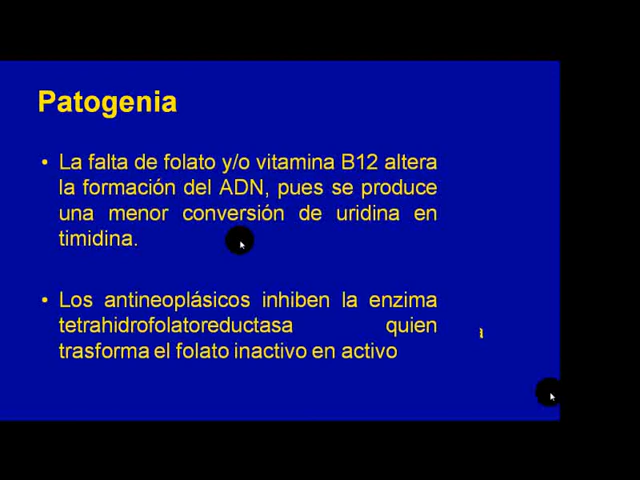 Patogenia
• La falta de folato y/o vitamina B12 altera
la formación del ADN, pues se produce
una menor conversión de uridina en
timidina.
• Los antineoplásicos inhiben la enzima
tetrahidrofolatoreductasa quien
trasforma el folato inactivo en activo
a